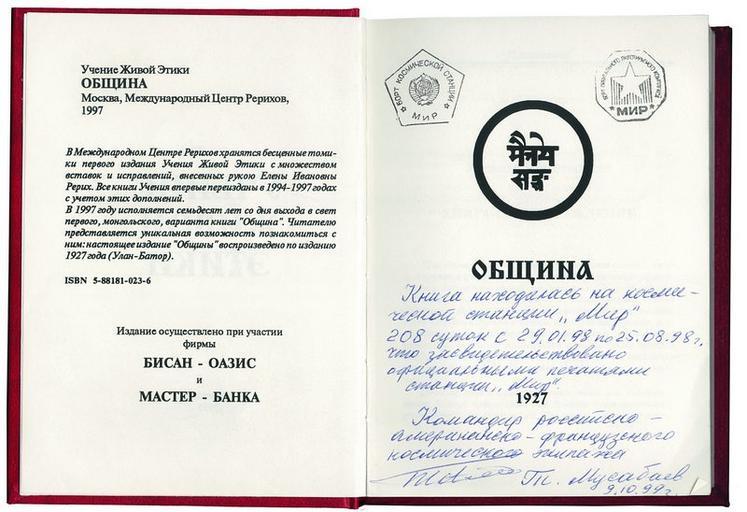 Учение Живой Этики
ОБЩИНА
Москва, Международный Центр Рерихов,
1997
В Международном Центре Рерихов хранятся бесценные томи-
ки первого издания Учения Живой Этики с множеством
вставок и исправлений, внесенных рукою Елены Ивановны
Рерих. Все книги Учения впервые переизданы в 1994-1997 годах
с учетом этих дополнений.
В 1997 году исполняется семьдесят лет со дня выхода в свет
первого, монгольского, варианта книги "Община". Читателю
представляется уникальная возможность познакомиться с
ним: настоящее издание "Общины" воспроизведено по изданию
1927 года (Улан-Батор).
ISBN 5-88181-023-6
Издание осуществлено при участии
фирмы
БИСАН - ОАЗИС
и
МАСТЕР - БАНКА
БОРТ КОСМИЧЕСКОЙ СТАНЦИИ
МИР
МИР
मैत्रेय
सङ्घ
ОБЩИНА
Книга находилась на косми-
ческой станции „Мир"
208 суток с 29.01.98 по 25.08.98г,
что засвидетельствовано
официальными печатями
станции „Мир".
1927
Командир российско-
американско-французского
космического экипажа
Т. Мусабаев
9.10.99г.